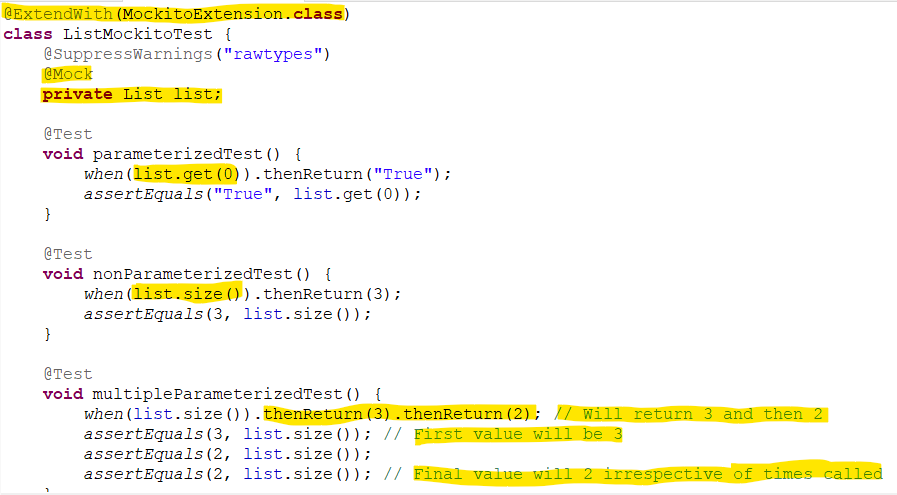 @ExtendWith(MockitoExtension.class)
class ListMockitoTest {
@SuppressWarnings("rawtypes")
@Mock
private List list;
@Test
void parameterizedTest() {
when(list.get(0)).thenReturn("True");
assertEquals("True", list.get(0));
}
@Test
void nonParameterizedTest() {
when(list.size()).thenReturn(3);
assertEquals(3, list.size());
}
@Test
void multipleParameterizedTest() {
when(list.size()).thenReturn(3).thenReturn(2); // Will return 3 and then 2
assertEquals(3, list.size()); // First value will be 3
assertEquals(2, list.size());
assertEquals(2, list.size()); // Final value will 2 irrespective of times called